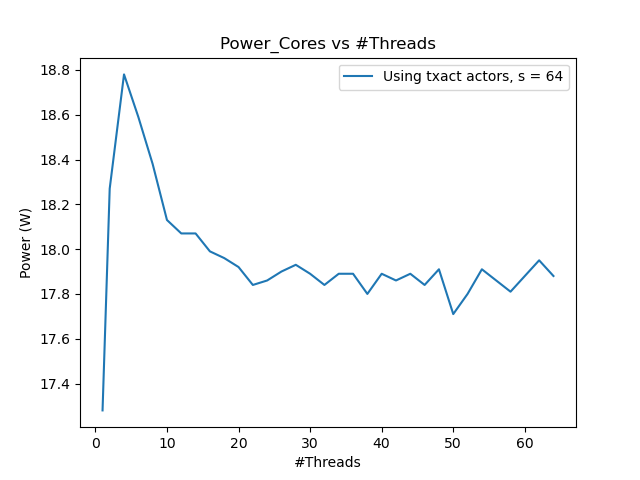 Power_Cores vs #Threads
Using txact actors, s = 64
Power (W)
18.8
18.6
18.4
18.2
18.0
17.8
17.6
17.4
0 10 20 30 40 50 60
#Threads